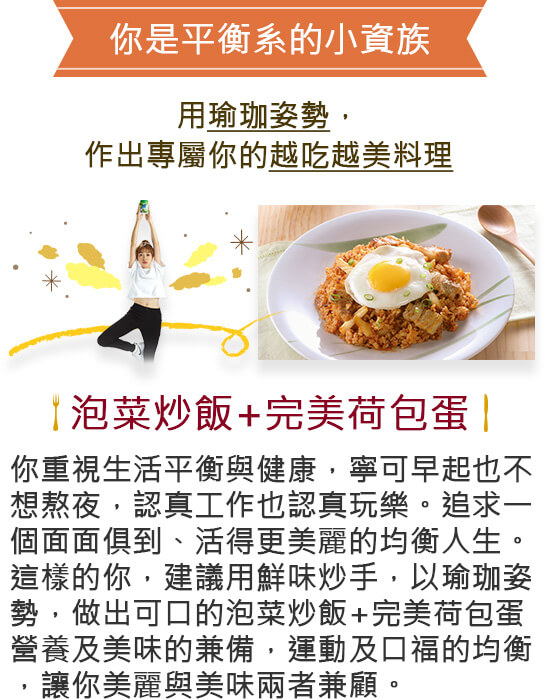 你是平衡系的小資族
用瑜珈姿勢，
作出專屬你的越吃越美料理
泡菜炒飯+完美荷包蛋
你重視生活平衡與健康，寧可早起也不
想熬夜，認真工作也認真玩樂。追求一
個面面俱到、活得更美麗的均衡人生。
這樣的你，建議用鮮味炒手，以瑜珈姿
勢，做出可口的泡菜炒飯+完美荷包蛋
營養及美味的兼備，運動及口福的均衡
，讓你美麗與美味兩者兼顧。